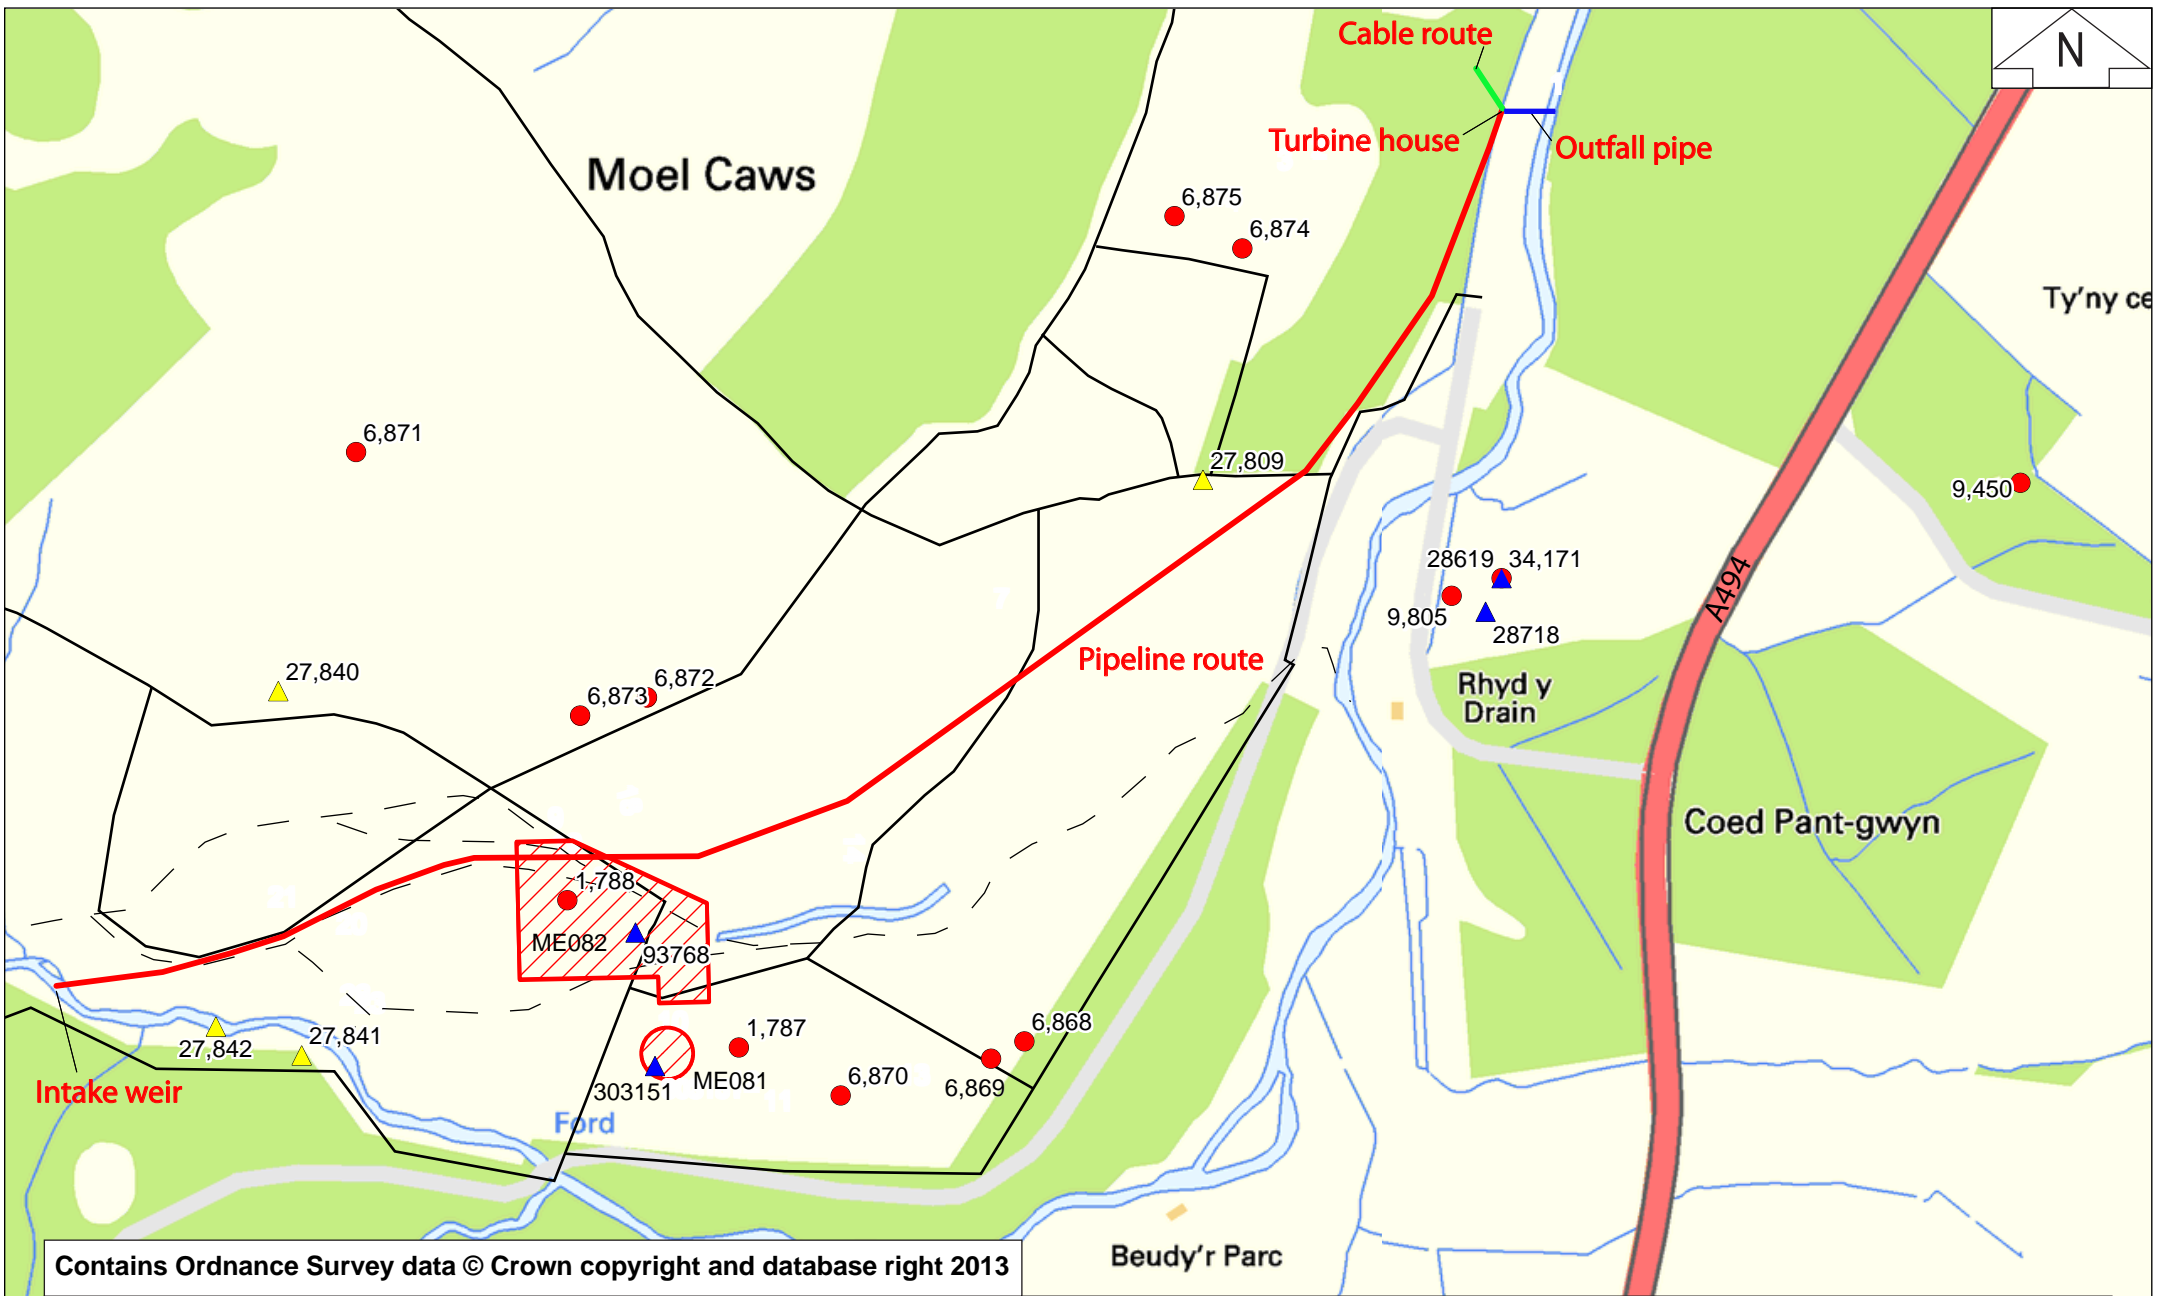 Cable route
N
Turbine house
Outfall pipe
Moel Caws
6,875
6,874
Ty'ny ce
6,871
27,809
9,450
28619
34,171
A494
9,805
28718
27,840
6,872
6,873
Pipeline route
Rhyd y
Drain
Coed Pant-gwyn
1,788
ME082
93768
27,842
27,841
1,787
6,868
Intake weir
303151
ME081
6,870
6,869
Ford
Beudy'r Parc
Contains Ordnance Survey data © Crown copyright and database right 2013